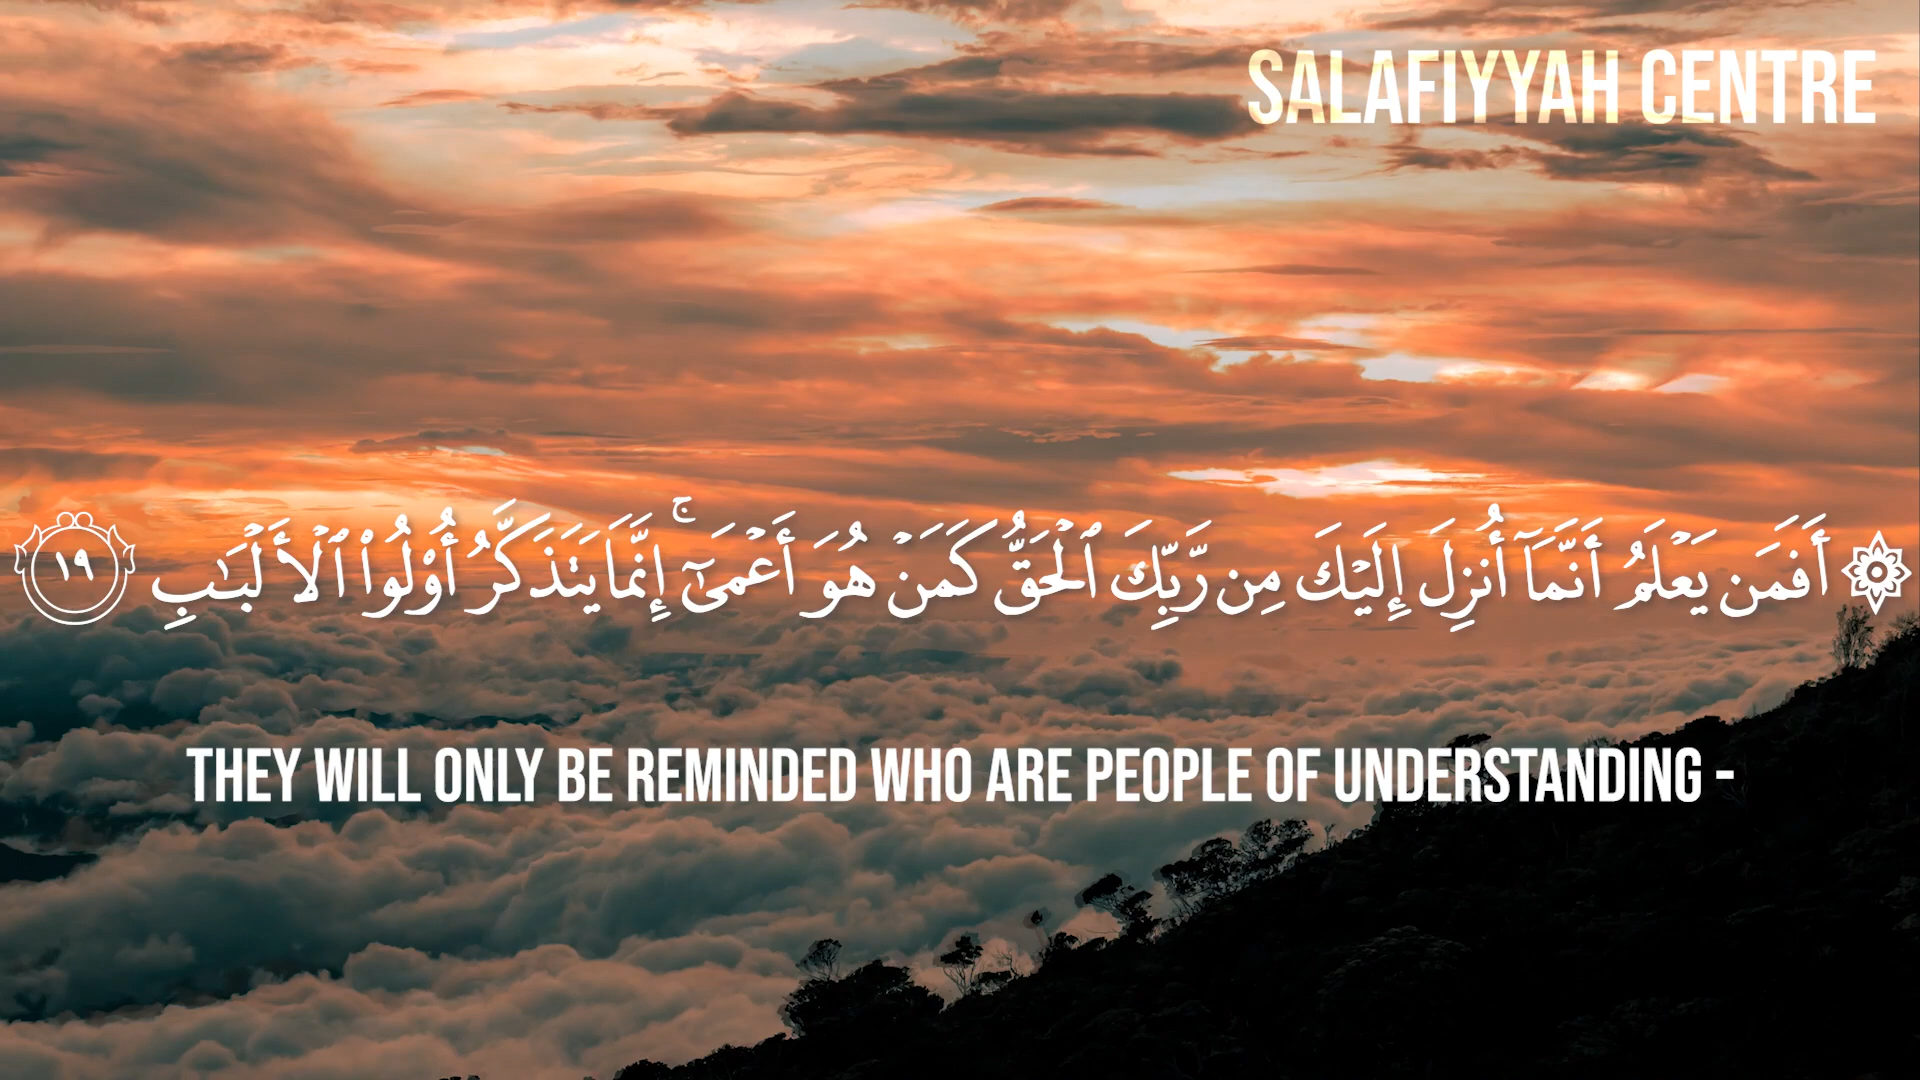 SALAFIYYAH CENTRE
۞ أَفَمَن يَعْلَمُ أَنَّمَآ أُنزِلَ إِلَيْكَ مِن رَّبِّكَ ٱلْحَقُّ كَمَنْ هُوَ أَعْمَىٰٓ ۚ إِنَّمَا يَتَذَكَّرُ أُو۟لُوا۟ ٱلْأَلْبَـٰبِ ١٩
THEY WILL ONLY BE REMINDED WHO ARE PEOPLE OF UNDERSTANDING -